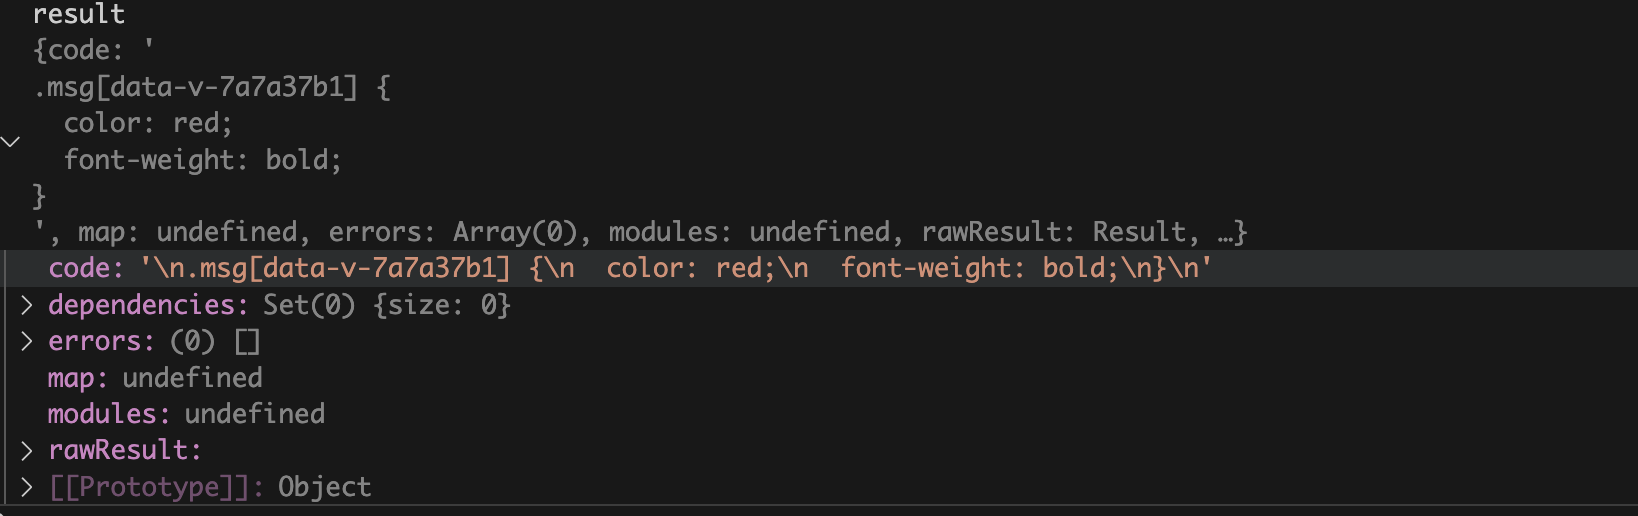 result
{code: '
.msg[data-v-7a7a37b1] {
  color: red;
  font-weight: bold;
}
', map: undefined, errors: Array(0), modules: undefined, rawResult: Result, …}
code: '\n.msg[data-v-7a7a37b1] {\n  color: red;\n  font-weight: bold;\n}\n'
dependencies: Set(0) {size: 0}
errors: (0) []
map: undefined
modules: undefined
rawResult:
[[Prototype]]: Object